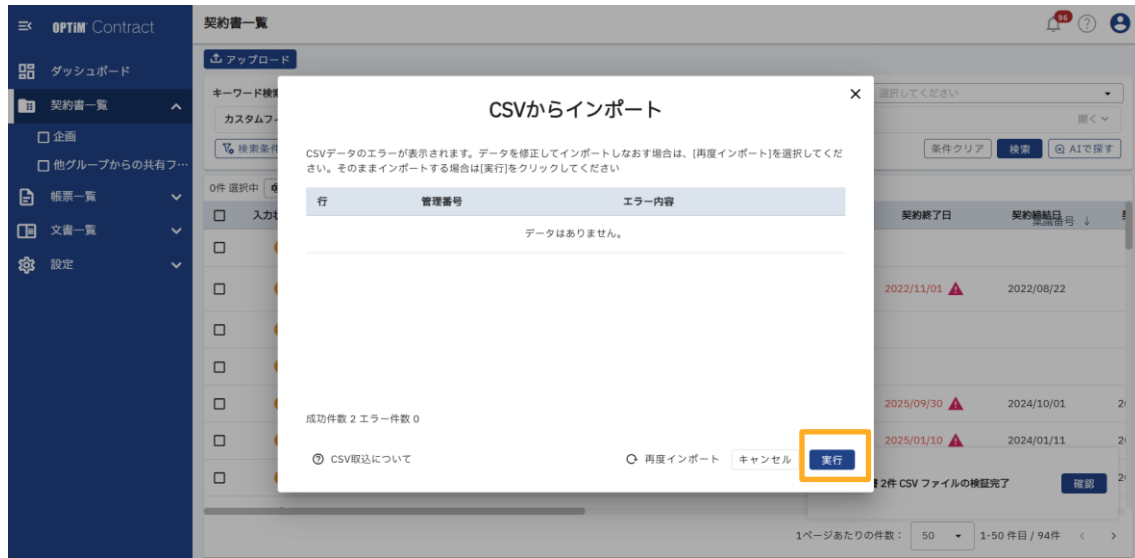 OPTiM Contract
契約書一覧
96
ダッシュボード
契約書一覧
企画
他グループからの共有フ…
帳票一覧
文書一覧
設定
アップロード
キーワード検索
選択してください
開く
条件クリア
検索
AIで探す
0件 選択中
契約終了日
契約締結日
稟議番号 ↓
2022/11/01
2022/08/22
2025/09/30
2024/10/01
2025/01/10
2024/01/11
CSVからインポート
CSVデータのエラーが表示されます。データを修正してインポートしなおす場合は、[再度インポート]を選択してくだ
さい。そのままインポートする場合は[実行]をクリックしてください
行 管理番号 エラー内容
データはありません。
成功件数 2 エラー件数 0
CSV取込について
再度インポート
キャンセル
実行
2件 CSV ファイルの検証完了
確認
1ページあたりの件数： 50 1-50 件目 / 94件